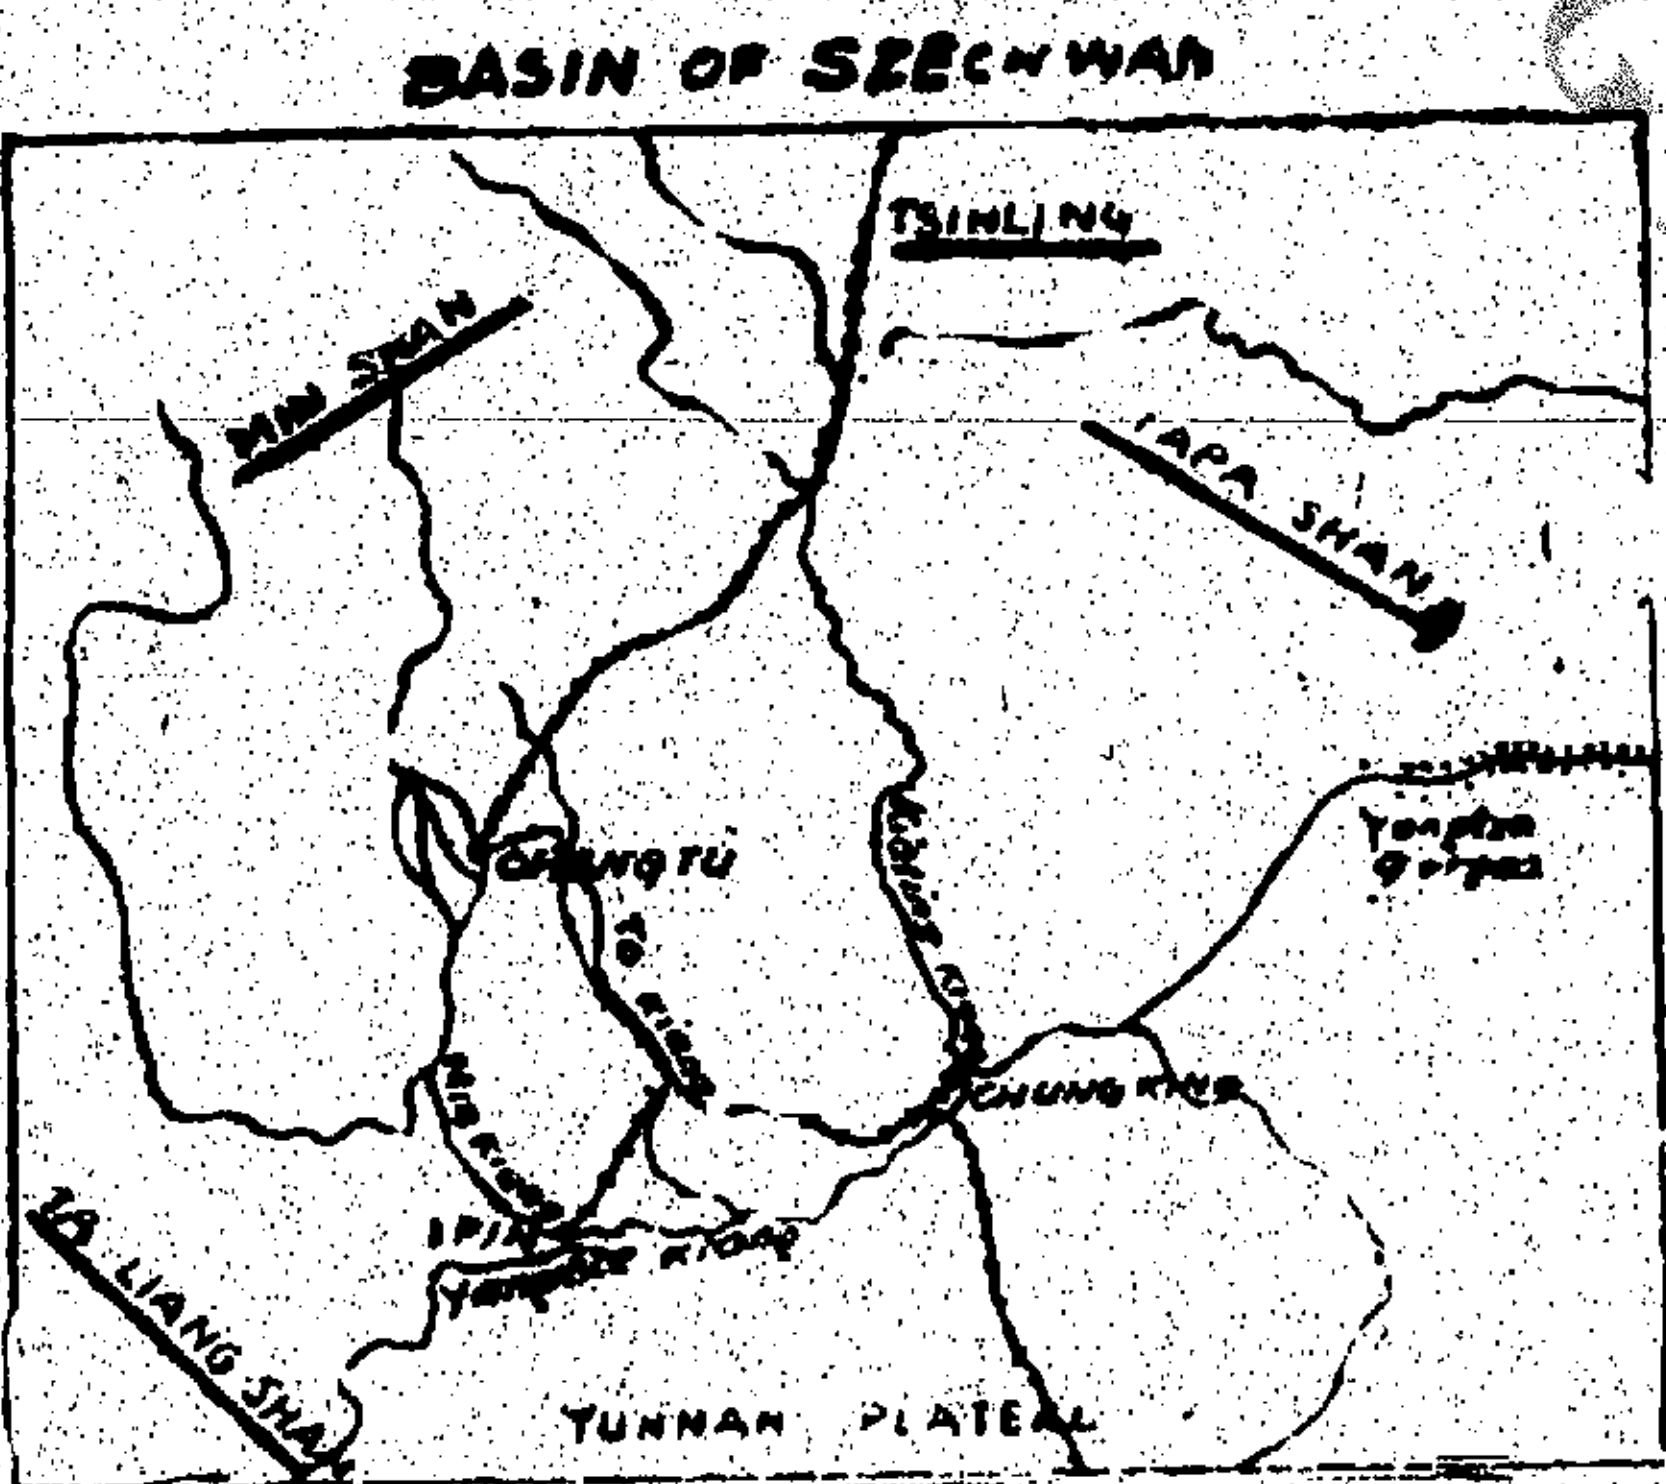 BASIN OF SZECHWAN
TSINLING
MIN SHAN
TAPA SHAN
Yangtze
Gorges
CHENGTU
TO River
Kialing R
CHUNGKING
MIN River
IPIN
Yangtze River
TA LIANG SHAN
YUNNAN PLATEAU